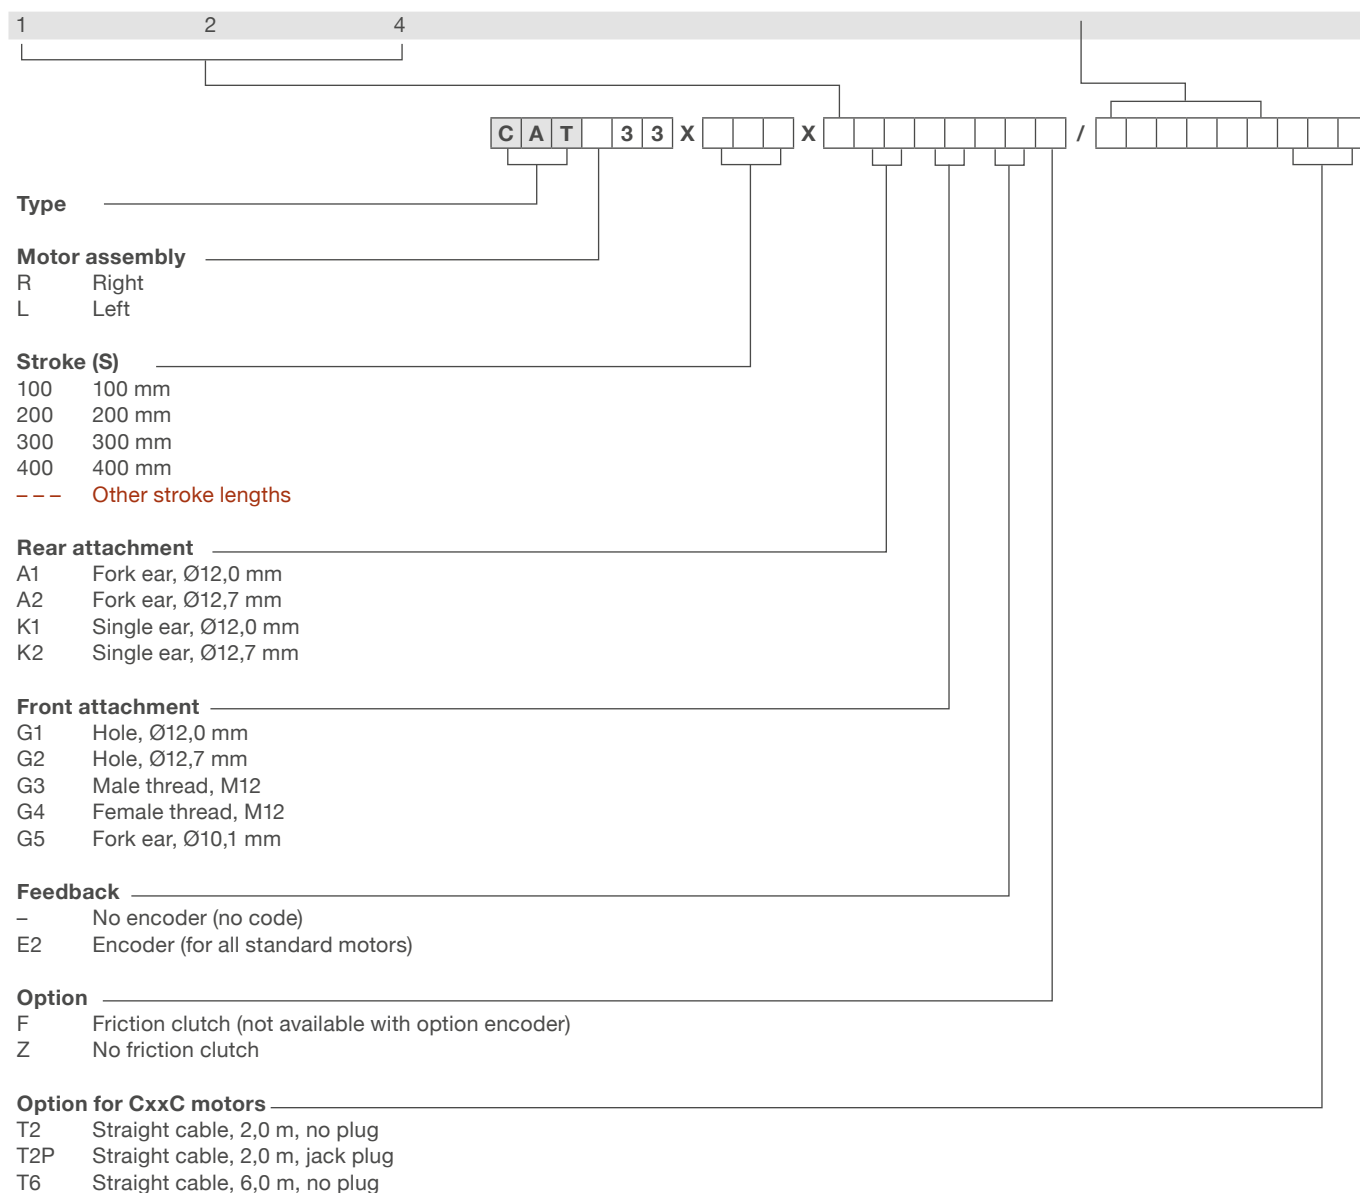 1 2 4
C A T 3 3 X X /
Type
Motor assembly
R Right
L Left
Stroke (S)
100 100 mm
200 200 mm
300 300 mm
400 400 mm
– – – Other stroke lengths
Rear attachment
A1 Fork ear, Ø12,0 mm
A2 Fork ear, Ø12,7 mm
K1 Single ear, Ø12,0 mm
K2 Single ear, Ø12,7 mm
Front attachment
G1 Hole, Ø12,0 mm
G2 Hole, Ø12,7 mm
G3 Male thread, M12
G4 Female thread, M12
G5 Fork ear, Ø10,1 mm
Feedback
– No encoder (no code)
E2 Encoder (for all standard motors)
Option
F Friction clutch (not available with option encoder)
Z No friction clutch
Option for CxxC motors
T2 Straight cable, 2,0 m, no plug
T2P Straight cable, 2,0 m, jack plug
T6 Straight cable, 6,0 m, no plug